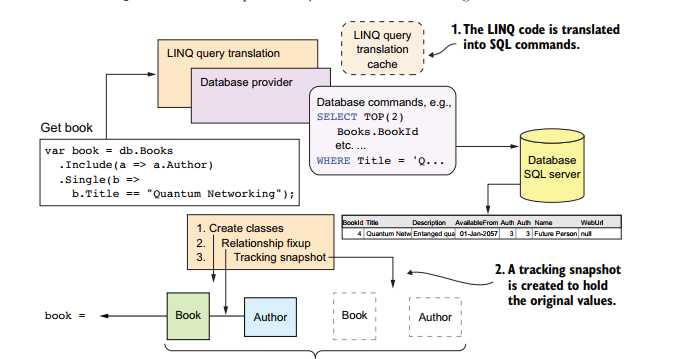 1. The LINQ code is translated
into SQL commands.
LINQ query
translation
cache
LINQ query translation
Database provider
Database commands, e.g.,
SELECT TOP(2)
Books.BookId
etc. ...
WHERE Title = 'Q...
Get book
var book = db.Books
.Include(a => a.Author)
.Single(b =>
b.Title == "Quantum Networking");
Database
SQL server
BookId Title Description AvailableFrom Auth Auth Name WebUrl
4 Quantum Netw Entanged qua 01-Jan-2057 3 3 Future Person null
1. Create classes
2. Relationship fixup
3. Tracking snapshot
2. A tracking snapshot
is created to hold
the original values.
book =
Book
Author
Book
Author